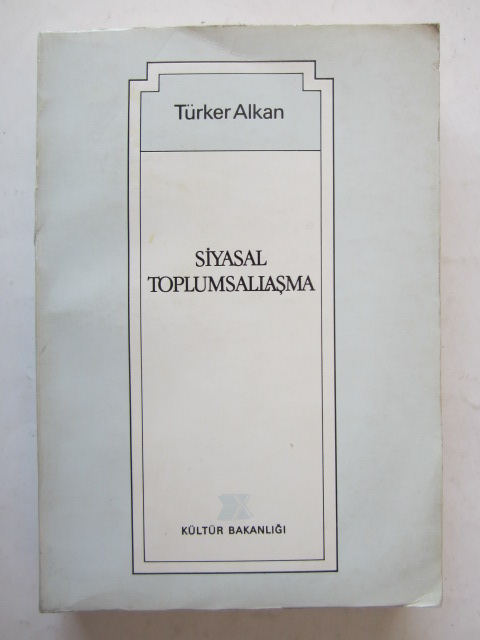 Türker Alkan
SİYASAL
TOPLUMSALLAŞMA
KÜLTÜR BAKANLIĞI